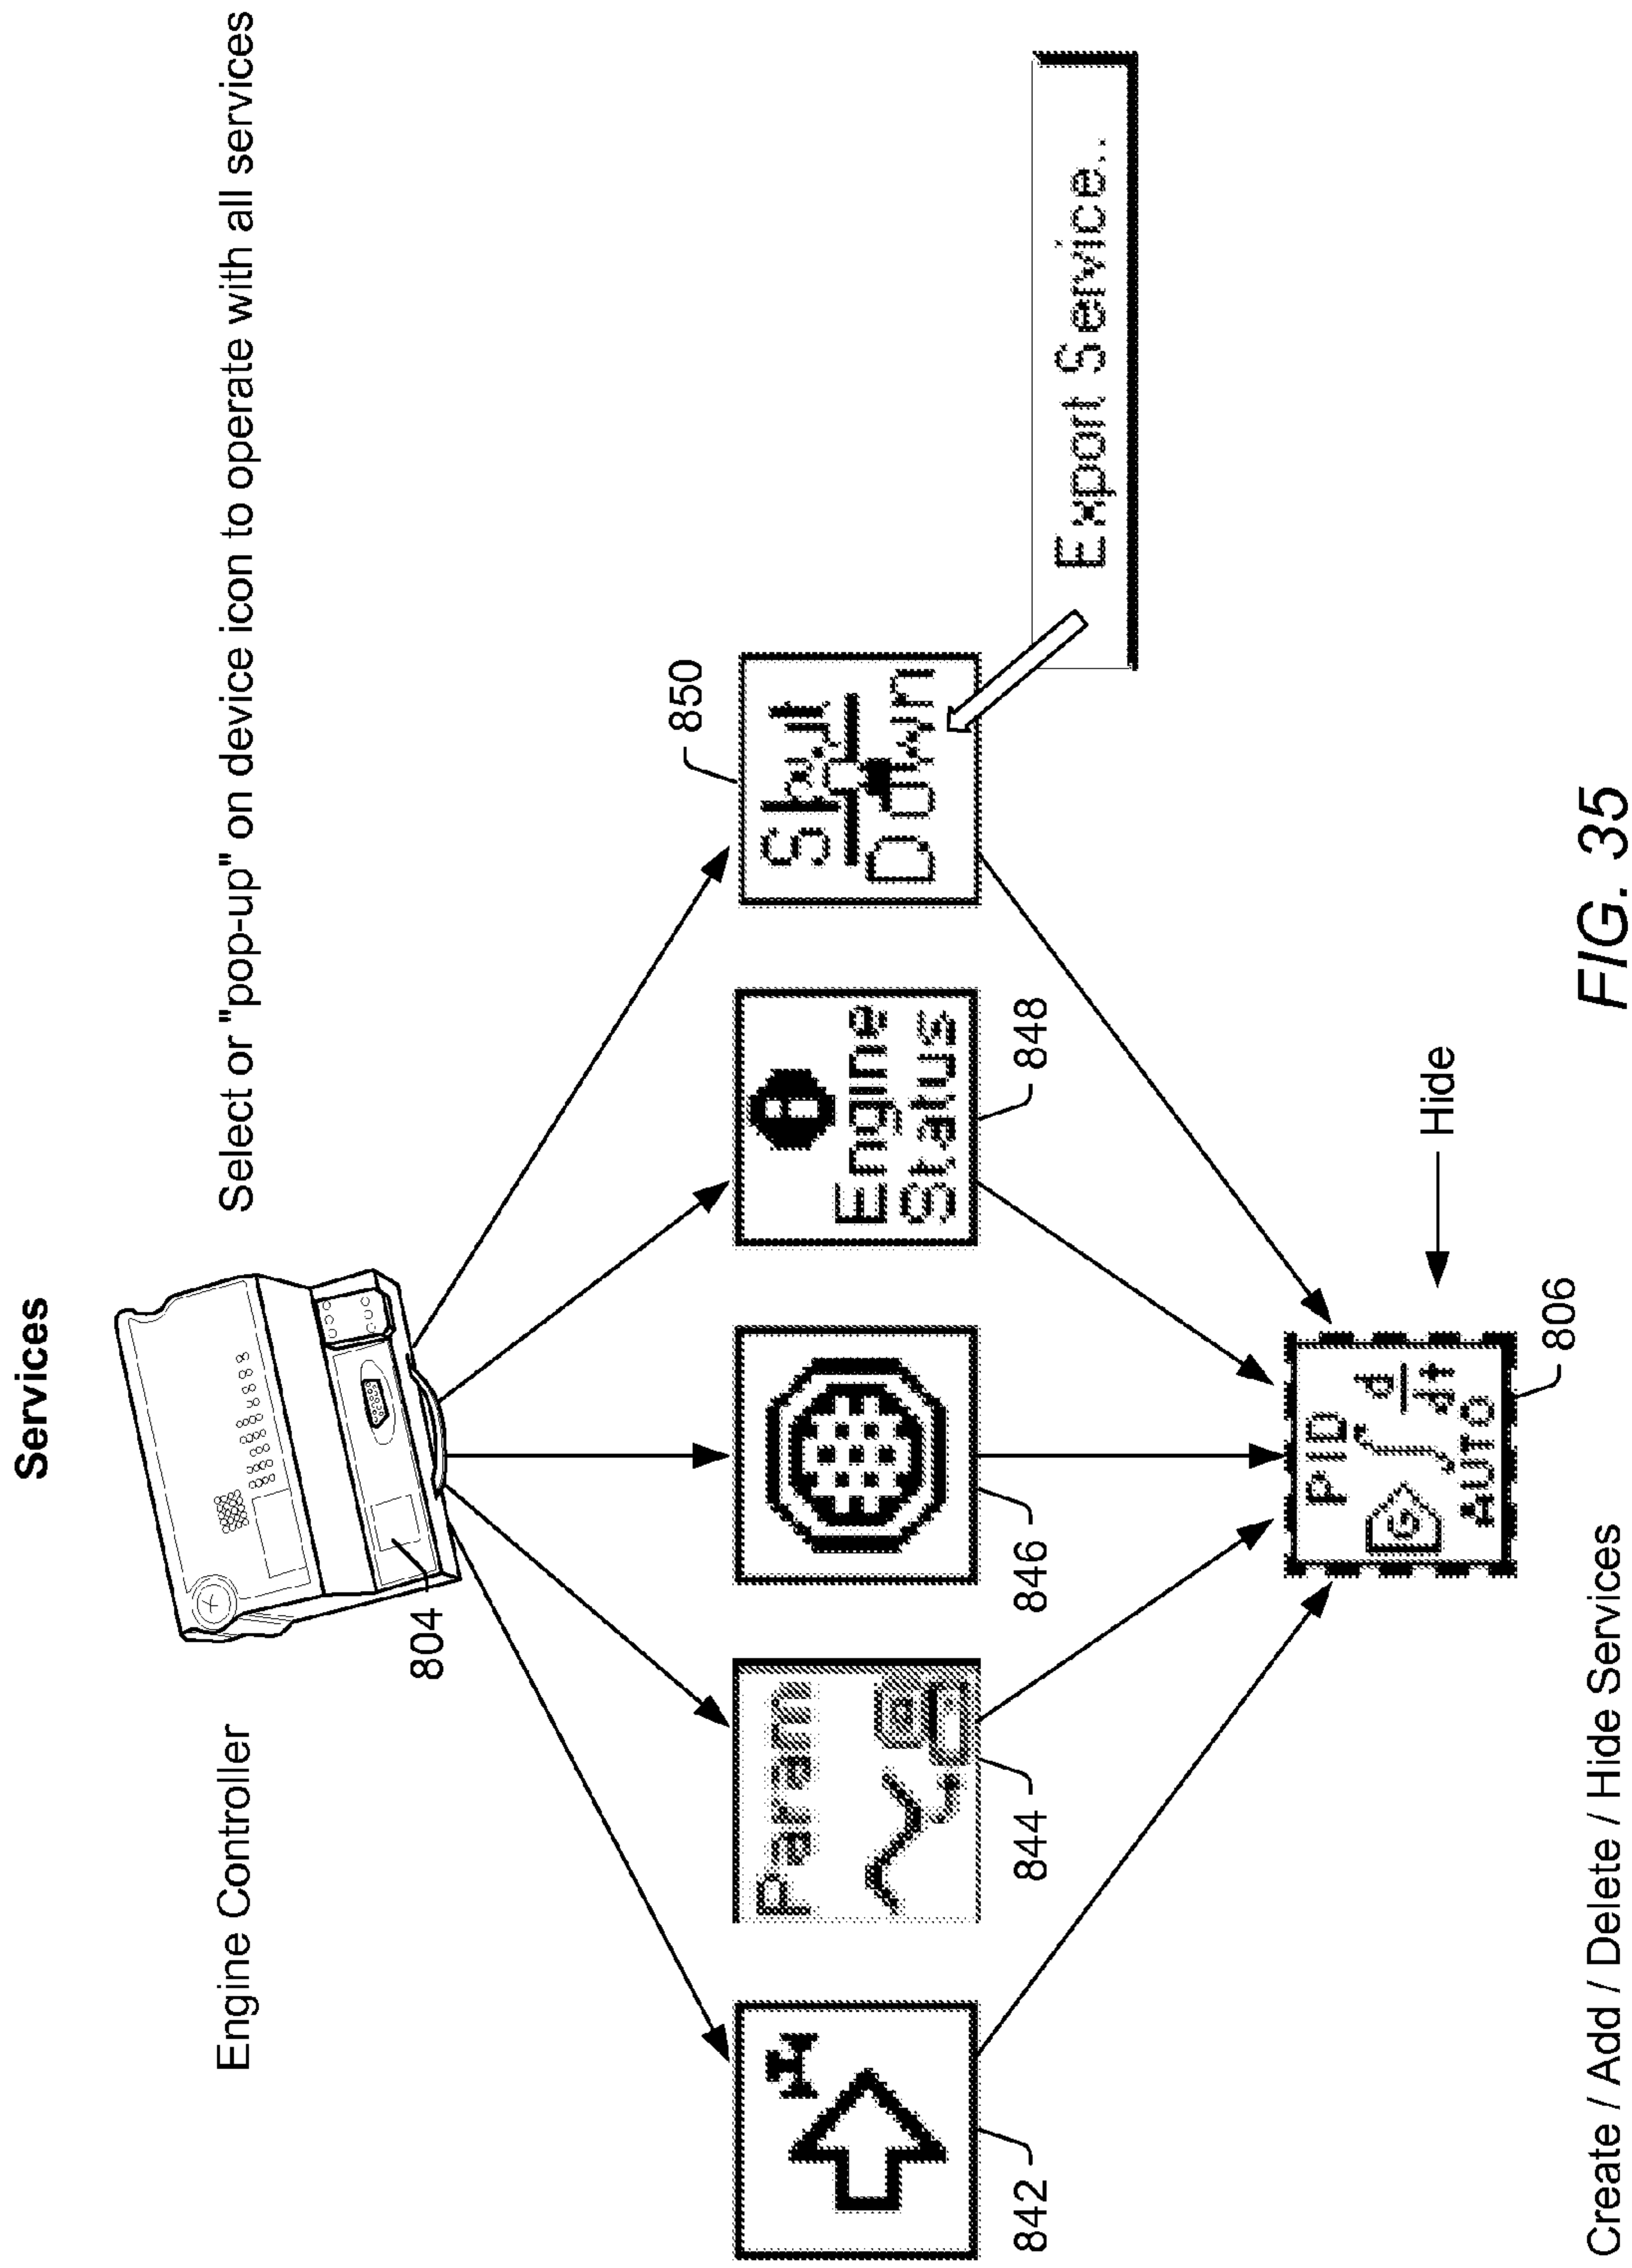 Services
Engine Controller
Select or "pop-up" on device icon to operate with all services
804
850
Shut
Down
Param
Engine
Status
842
844
846
848
Export Service..
PID
G
d
dt
AUTO
Hide
806
Create / Add / Delete / Hide Services
FIG. 35